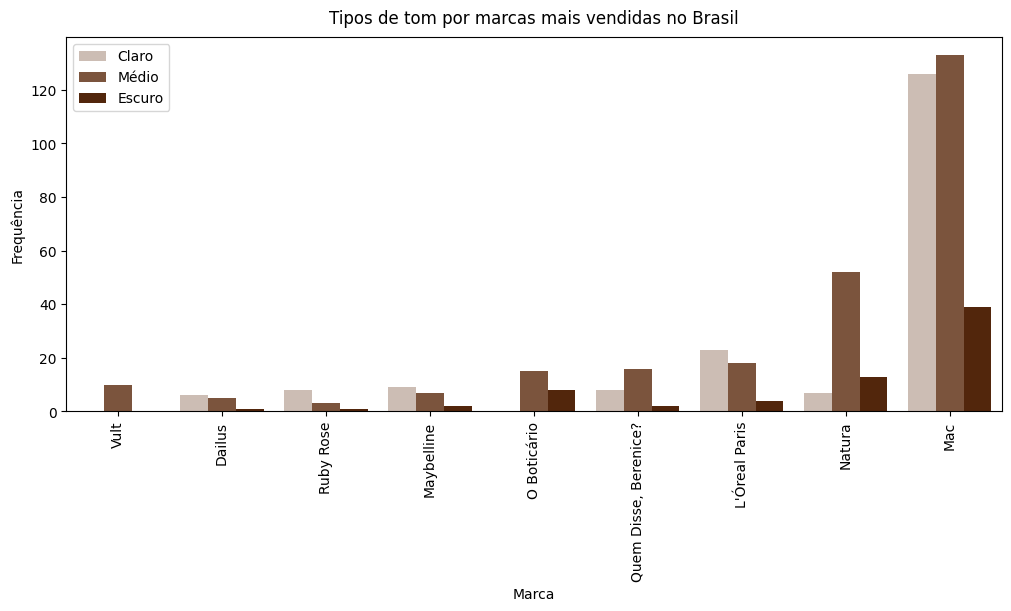 Tipos de tom por marcas mais vendidas no Brasil
Claro
Médio
Escuro
Frequência
120
100
80
60
40
20
0
Vult
Dailus
Ruby Rose
Maybelline
O Boticário
Quem Disse, Berenice?
L'Óreal Paris
Natura
Mac
Marca